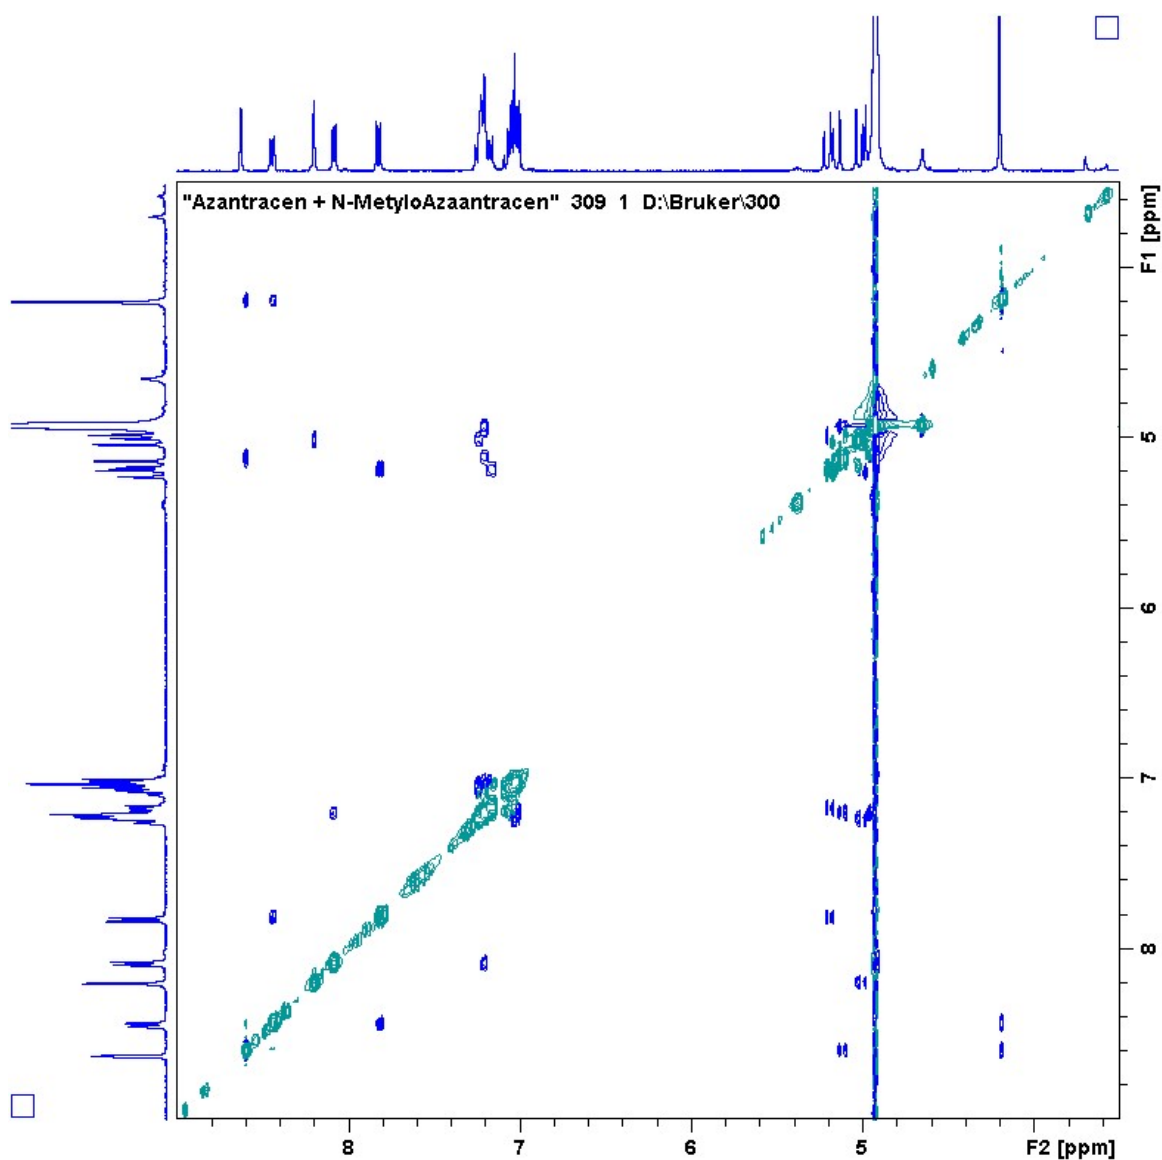 "Azantracen + N-MetyloAzaantracen" 309 1 D:\Bruker\300
F1 [ppm]
5
6
7
8
8
7
6
5
F2 [ppm]